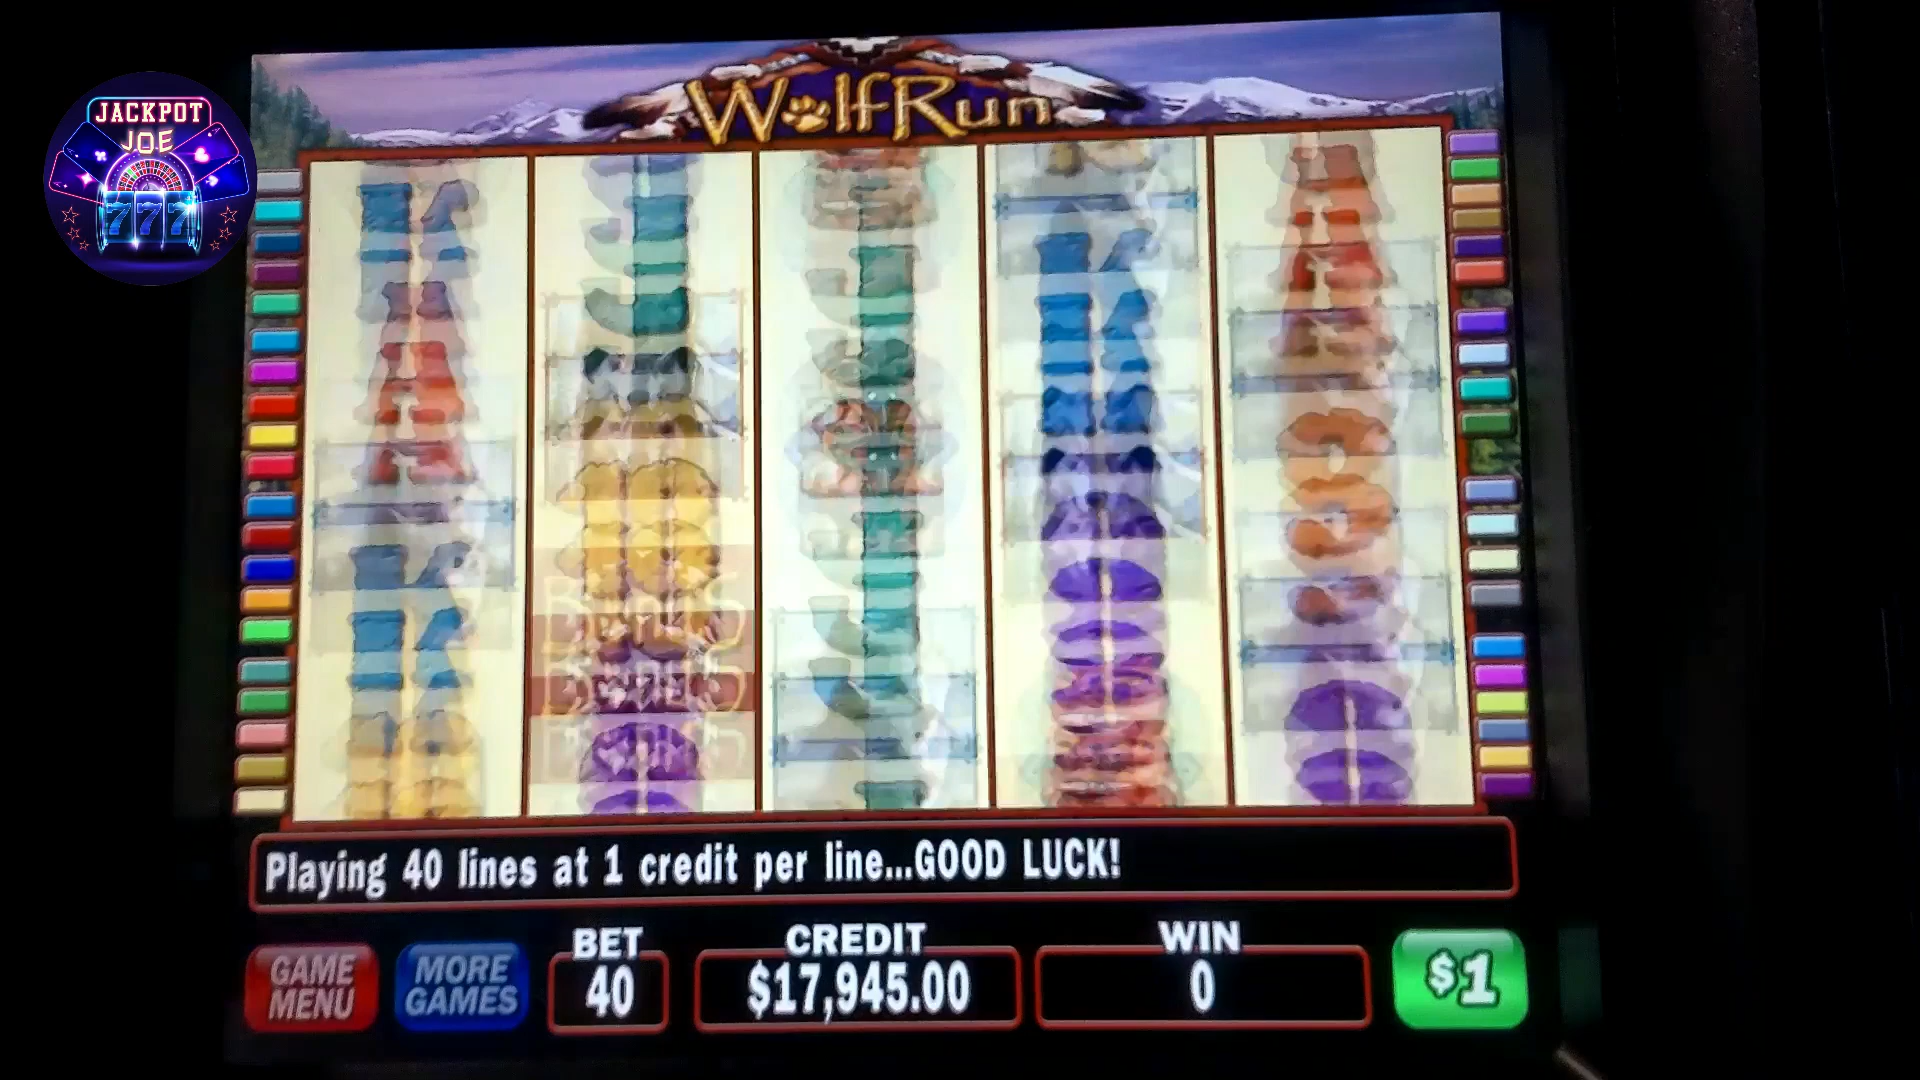 JACKPOT
JOE
777
WolfRun
BONUS
Playing 40 lines at 1 credit per line...GOOD LUCK!
BET
CREDIT
WIN
GAME
MENU
MORE
GAMES
40
$17,945.00
0
$1